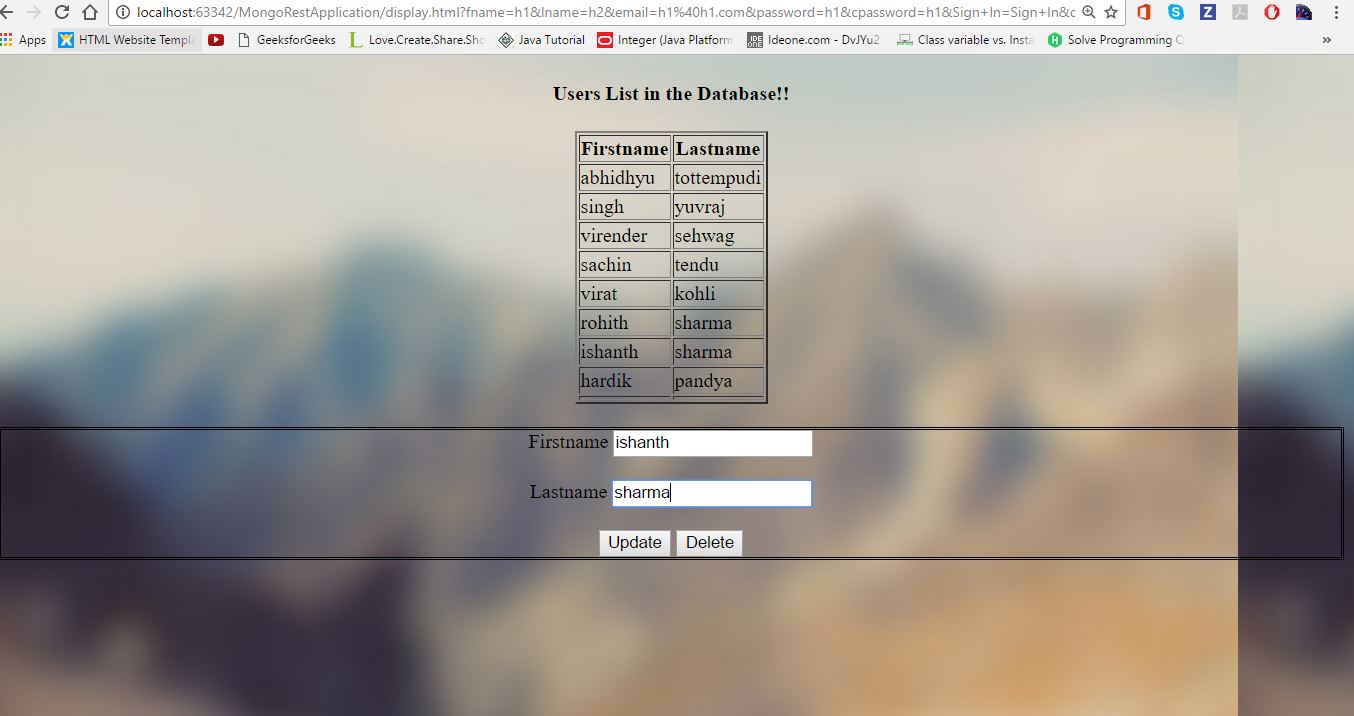 localhost:63342/MongoRestApplication/display.html?fname=h1&lname=h2&email=h1%40h1.com&password=h1&cpassword=h1&Sign+In=Sign+In&c
Apps HTML Website Templa GeeksforGeeks Love.Create.Share.Sho Java Tutorial Integer (Java Platform IDE ONE Ideone.com - DvJYu2 Class variable vs. Insta Solve Programming Q »
Users List in the Database!!
Firstname Lastname
abhidhyu tottempudi
singh yuvraj
virender sehwag
sachin tendu
virat kohli
rohith sharma
ishanth sharma
hardik pandya
Firstname ishanth
Lastname sharma
Update Delete